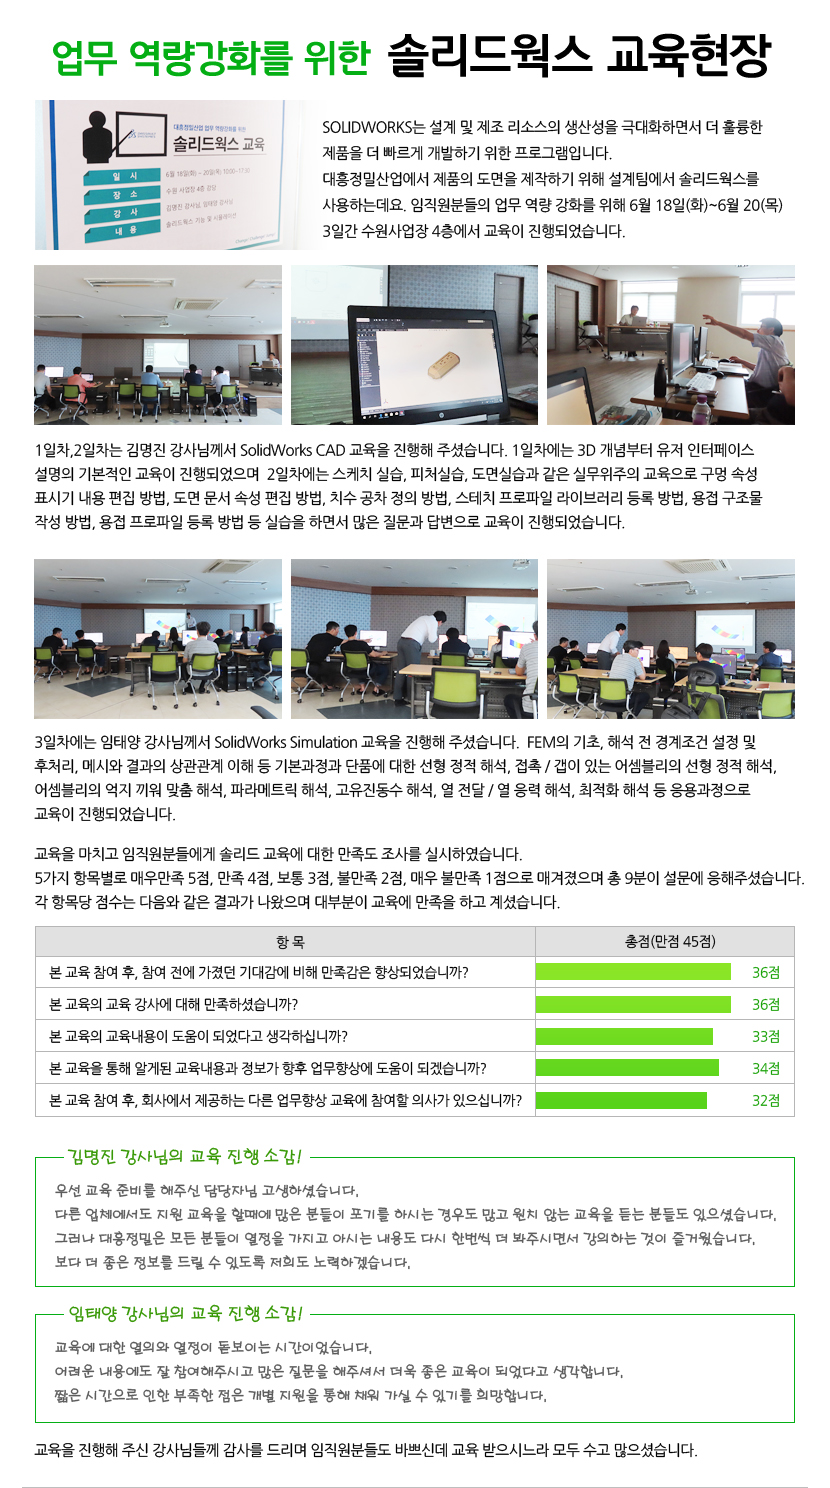 업무 역량강화를 위한 솔리드웍스 교육현장
대흥정밀산업 업무 역량강화를 위한
솔리드웍스 교육
일 시
6월 18일(화) ~ 20일(목) 10:00~17:30
장 소
수원 사업장 4층 강당
강 사
김명진 강사님, 임태양 강사님
내 용
솔리드웍스 기능 및 시뮬레이션
SOLIDWORKS는 설계 및 제조 리소스의 생산성을 극대화하면서 더 훌륭한
제품을 더 빠르게 개발하기 위한 프로그램입니다.
대흥정밀산업에서 제품의 도면을 제작하기 위해 설계팀에서 솔리드웍스를
사용하는데요. 임직원분들의 업무 역량 강화를 위해 6월 18일(화)~6월 20(목)
3일간 수원사업장 4층에서 교육이 진행되었습니다.
1일차,2일차는 김명진 강사님께서 SolidWorks CAD 교육을 진행해 주셨습니다. 1일차에는 3D 개념부터 유저 인터페이스
설명의 기본적인 교육이 진행되었으며 2일차에는 스케치 실습, 피처실습, 도면실습과 같은 실무위주의 교육으로 구멍 속성
표시기 내용 편집 방법, 도면 문서 속성 편집 방법, 치수 공차 정의 방법, 스테치 프로파일 라이브러리 등록 방법, 용접 구조물
작성 방법, 용접 프로파일 등록 방법 등 실습을 하면서 많은 질문과 답변으로 교육이 진행되었습니다.
3일차에는 임태양 강사님께서 SolidWorks Simulation 교육을 진행해 주셨습니다. FEM의 기초, 해석 전 경계조건 설정 및
후처리, 메시와 결과의 상관관계 이해 등 기본과정과 단품에 대한 선형 정적 해석, 접촉 / 갭이 있는 어셈블리의 선형 정적 해석,
어셈블리의 억지 끼워 맞춤 해석, 파라메트릭 해석, 고유진동수 해석, 열 전달 / 열 응력 해석, 최적화 해석 등 응용과정으로
교육이 진행되었습니다.
교육을 마치고 임직원분들에게 솔리드 교육에 대한 만족도 조사를 실시하였습니다.
5가지 항목별로 매우만족 5점, 만족 4점, 보통 3점, 불만족 2점, 매우 불만족 1점으로 매겨졌으며 총 9분이 설문에 응해주셨습니다.
각 항목당 점수는 다음와 같은 결과가 나왔으며 대부분이 교육에 만족을 하고 계셨습니다.
항 목 총점(만점 45점)
본 교육 참여 후, 참여 전에 가졌던 기대감에 비해 만족감은 향상되었습니까? 36점
본 교육의 교육 강사에 대해 만족하셨습니까? 36점
본 교육의 교육내용이 도움이 되었다고 생각하십니까? 33점
본 교육을 통해 알게된 교육내용과 정보가 향후 업무향상에 도움이 되겠습니까? 34점
본 교육 참여 후, 회사에서 제공하는 다른 업무향상 교육에 참여할 의사가 있으십니까? 32점
김명진 강사님의 교육 진행 소감!
우선 교육 준비를 해주신 담당자님 고생하셨습니다.
다른 업체에서도 지원 교육을 할때에 많은 분들이 포기를 하시는 경우도 많고 원치 않는 교육을 듣는 분들도 있으셨습니다.
그러나 대흥정밀은 모든 분들이 열정을 가지고 아시는 내용도 다시 한번씩 더 봐주시면서 강의하는 것이 즐거웠습니다.
보다 더 좋은 정보를 드릴 수 있도록 저희도 노력하겠습니다.
임태양 강사님의 교육 진행 소감!
교육에 대한 열의와 열정이 돋보이는 시간이었습니다.
어려운 내용에도 잘 참여해주시고 많은 질문을 해주셔서 더욱 좋은 교육이 되었다고 생각합니다.
짧은 시간으로 인한 부족한 점은 개별 지원을 통해 채워 가실 수 있기를 희망합니다.
교육을 진행해 주신 강사님들께 감사를 드리며 임직원분들도 바쁘신데 교육 받으시느라 모두 수고 많으셨습니다.